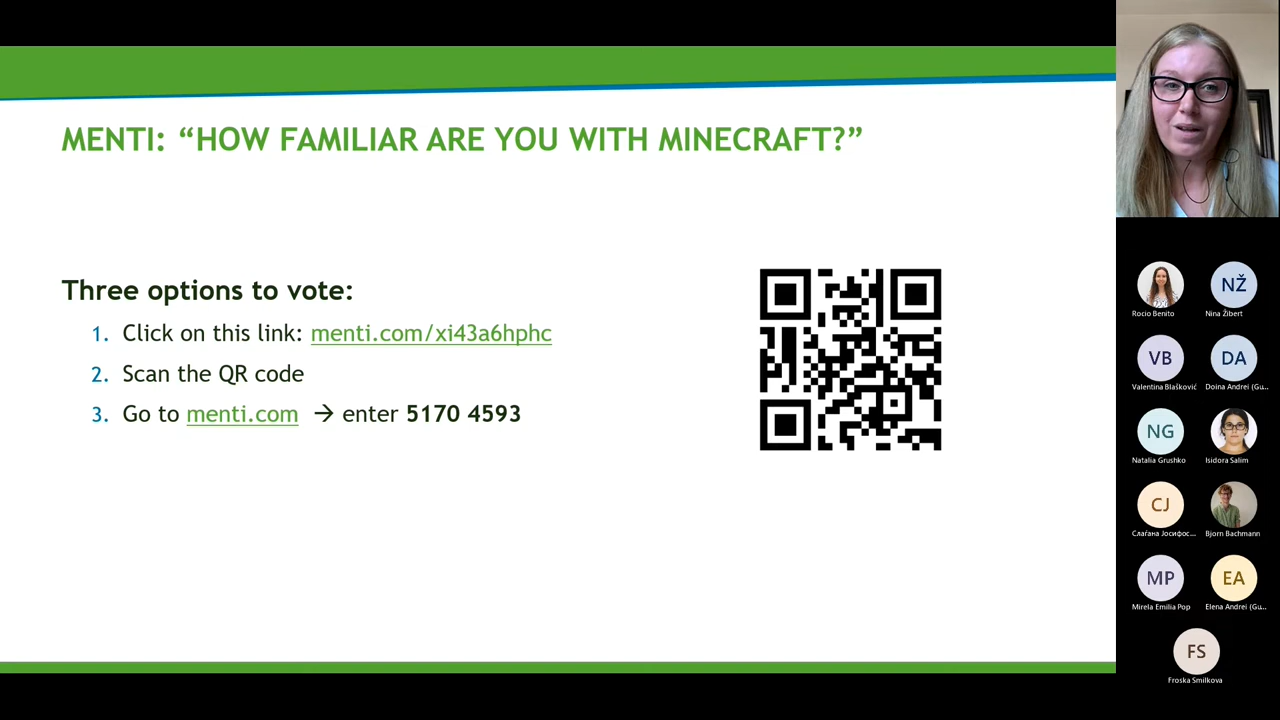 MENTI: “HOW FAMILIAR ARE YOU WITH MINECRAFT?”
Three options to vote:
1. Click on this link: menti.com/xi43a6hphc
2. Scan the QR code
3. Go to menti.com → enter 5170 4593
Rocio Benito
NŽ
Nina Žibert
VB
Valentina Blašković
DA
Doina Andrei (Gu...
NG
Natalia Grushko
Isidora Salim
CJ
Слаѓана Јосифос...
Bjorn Bachmann
MP
Mirela Emilia Pop
EA
Elena Andrei (Gu...
FS
Froska Smilkova